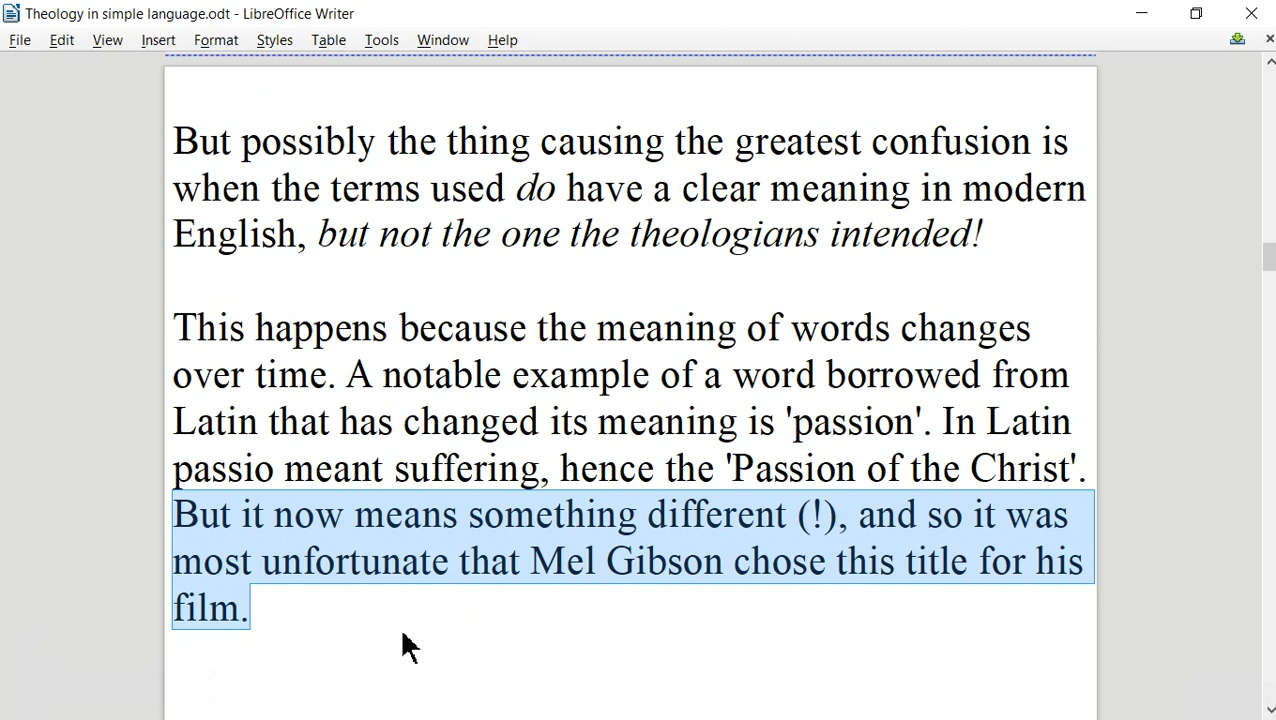 Theology in simple language.odt - LibreOffice Writer
File Edit View Insert Format Styles Table Tools Window Help
But possibly the thing causing the greatest confusion is
when the terms used do have a clear meaning in modern
English, but not the one the theologians intended!
This happens because the meaning of words changes
over time. A notable example of a word borrowed from
Latin that has changed its meaning is 'passion'. In Latin
passio meant suffering, hence the 'Passion of the Christ'.
But it now means something different (!), and so it was
most unfortunate that Mel Gibson chose this title for his
film.